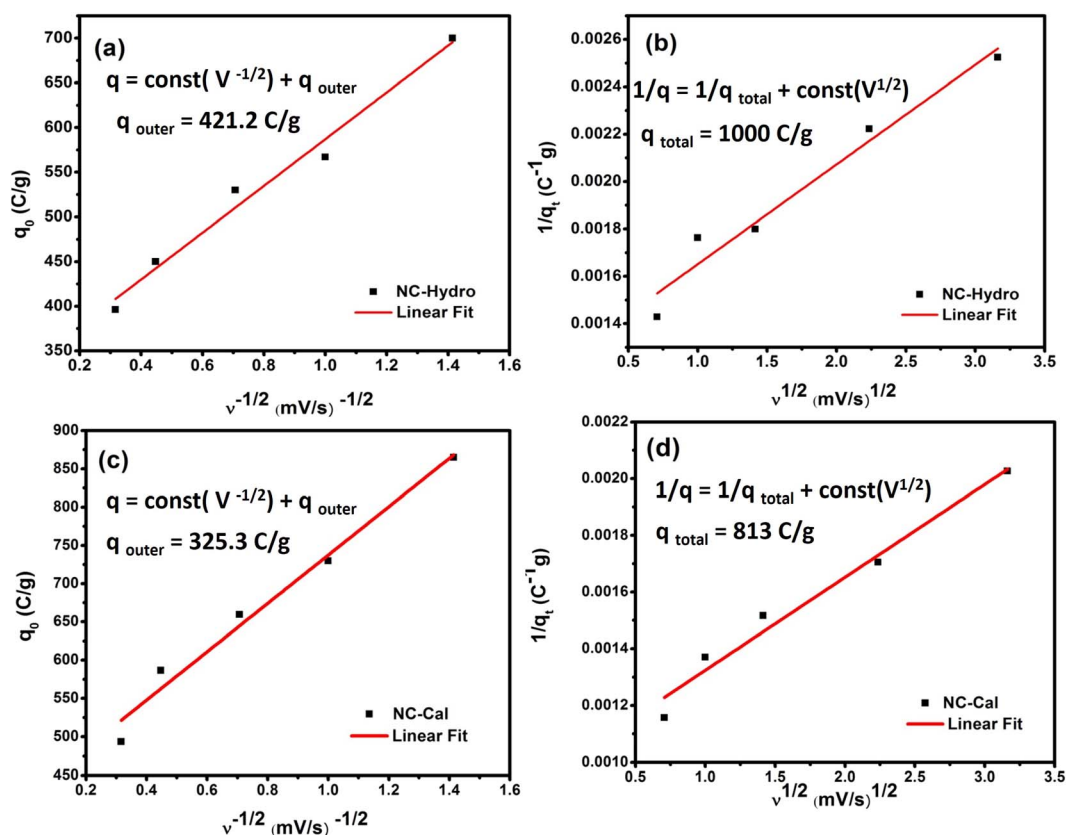 (a)
q = const( V -1/2) + q outer
q outer = 421.2 C/g
700
650
600
550
500
450
400
350
q0 (C/g)
NC-Hydro
Linear Fit
0.2 0.4 0.6 0.8 1.0 1.2 1.4 1.6
ν-1/2 (mV/s) -1/2
(b)
1/q = 1/q total + const(V1/2)
q total = 1000 C/g
0.0026
0.0024
0.0022
0.0020
0.0018
0.0016
0.0014
1/qt (C-1g)
NC-Hydro
Linear Fit
0.5 1.0 1.5 2.0 2.5 3.0 3.5
ν1/2 (mV/s)1/2
(c)
q = const( V -1/2) + q outer
q outer = 325.3 C/g
900
850
800
750
700
650
600
550
500
450
q0 (C/g)
NC-Cal
Linear Fit
0.2 0.4 0.6 0.8 1.0 1.2 1.4 1.6
ν-1/2 (mV/s) -1/2
(d)
1/q = 1/q total + const(V1/2)
q total = 813 C/g
0.0022
0.0020
0.0018
0.0016
0.0014
0.0012
0.0010
1/qt (C-1g)
NC-Cal
Linear Fit
0.5 1.0 1.5 2.0 2.5 3.0 3.5
ν1/2 (mV/s)1/2